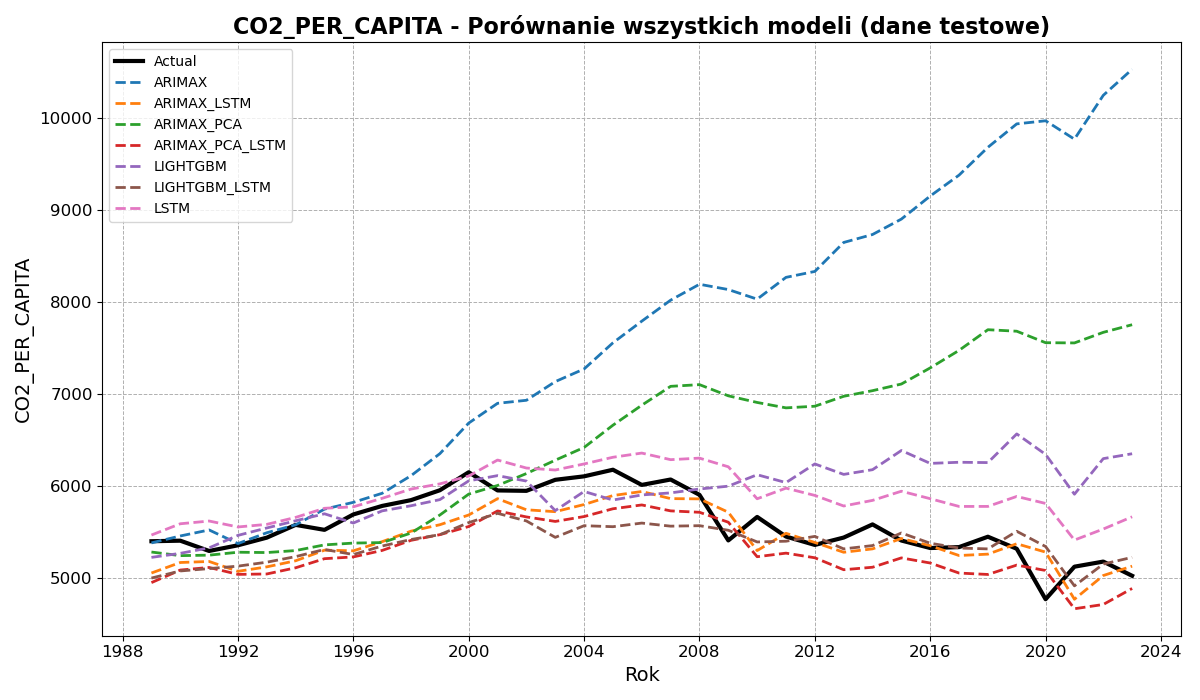 CO2_PER_CAPITA - Porównanie wszystkich modeli (dane testowe)
Actual
ARIMAX
ARIMAX_LSTM
ARIMAX_PCA
ARIMAX_PCA_LSTM
LIGHTGBM
LIGHTGBM_LSTM
LSTM
CO2_PER_CAPITA
10000
9000
8000
7000
6000
5000
1988 1992 1996 2000 2004 2008 2012 2016 2020 2024
Rok